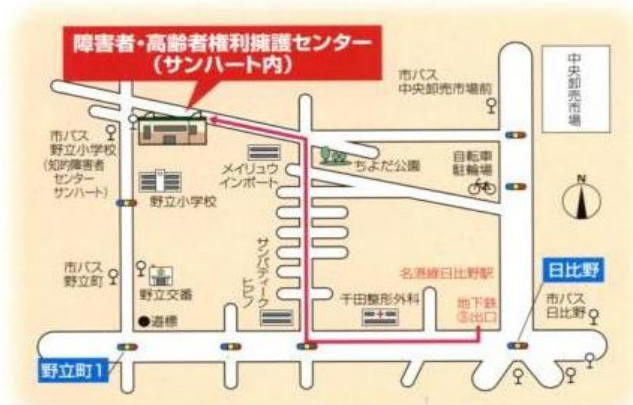 障害者・高齢者権利擁護センター
（サンハート内）
市バス
中央卸売市場前
中央卸売市場
市バス
野立小学校
（知的障害者
センター
サンハート）
野立小学校
メイリュウ
インポート
ちよだ公園
自転車
駐輪場
N
市バス
野立町
野立交番
●道標
サンバティーク
ヒビノ
名港線日比野駅
千田整形外科
地下鉄
③出口
日比野
市バス
日比野
野立町1